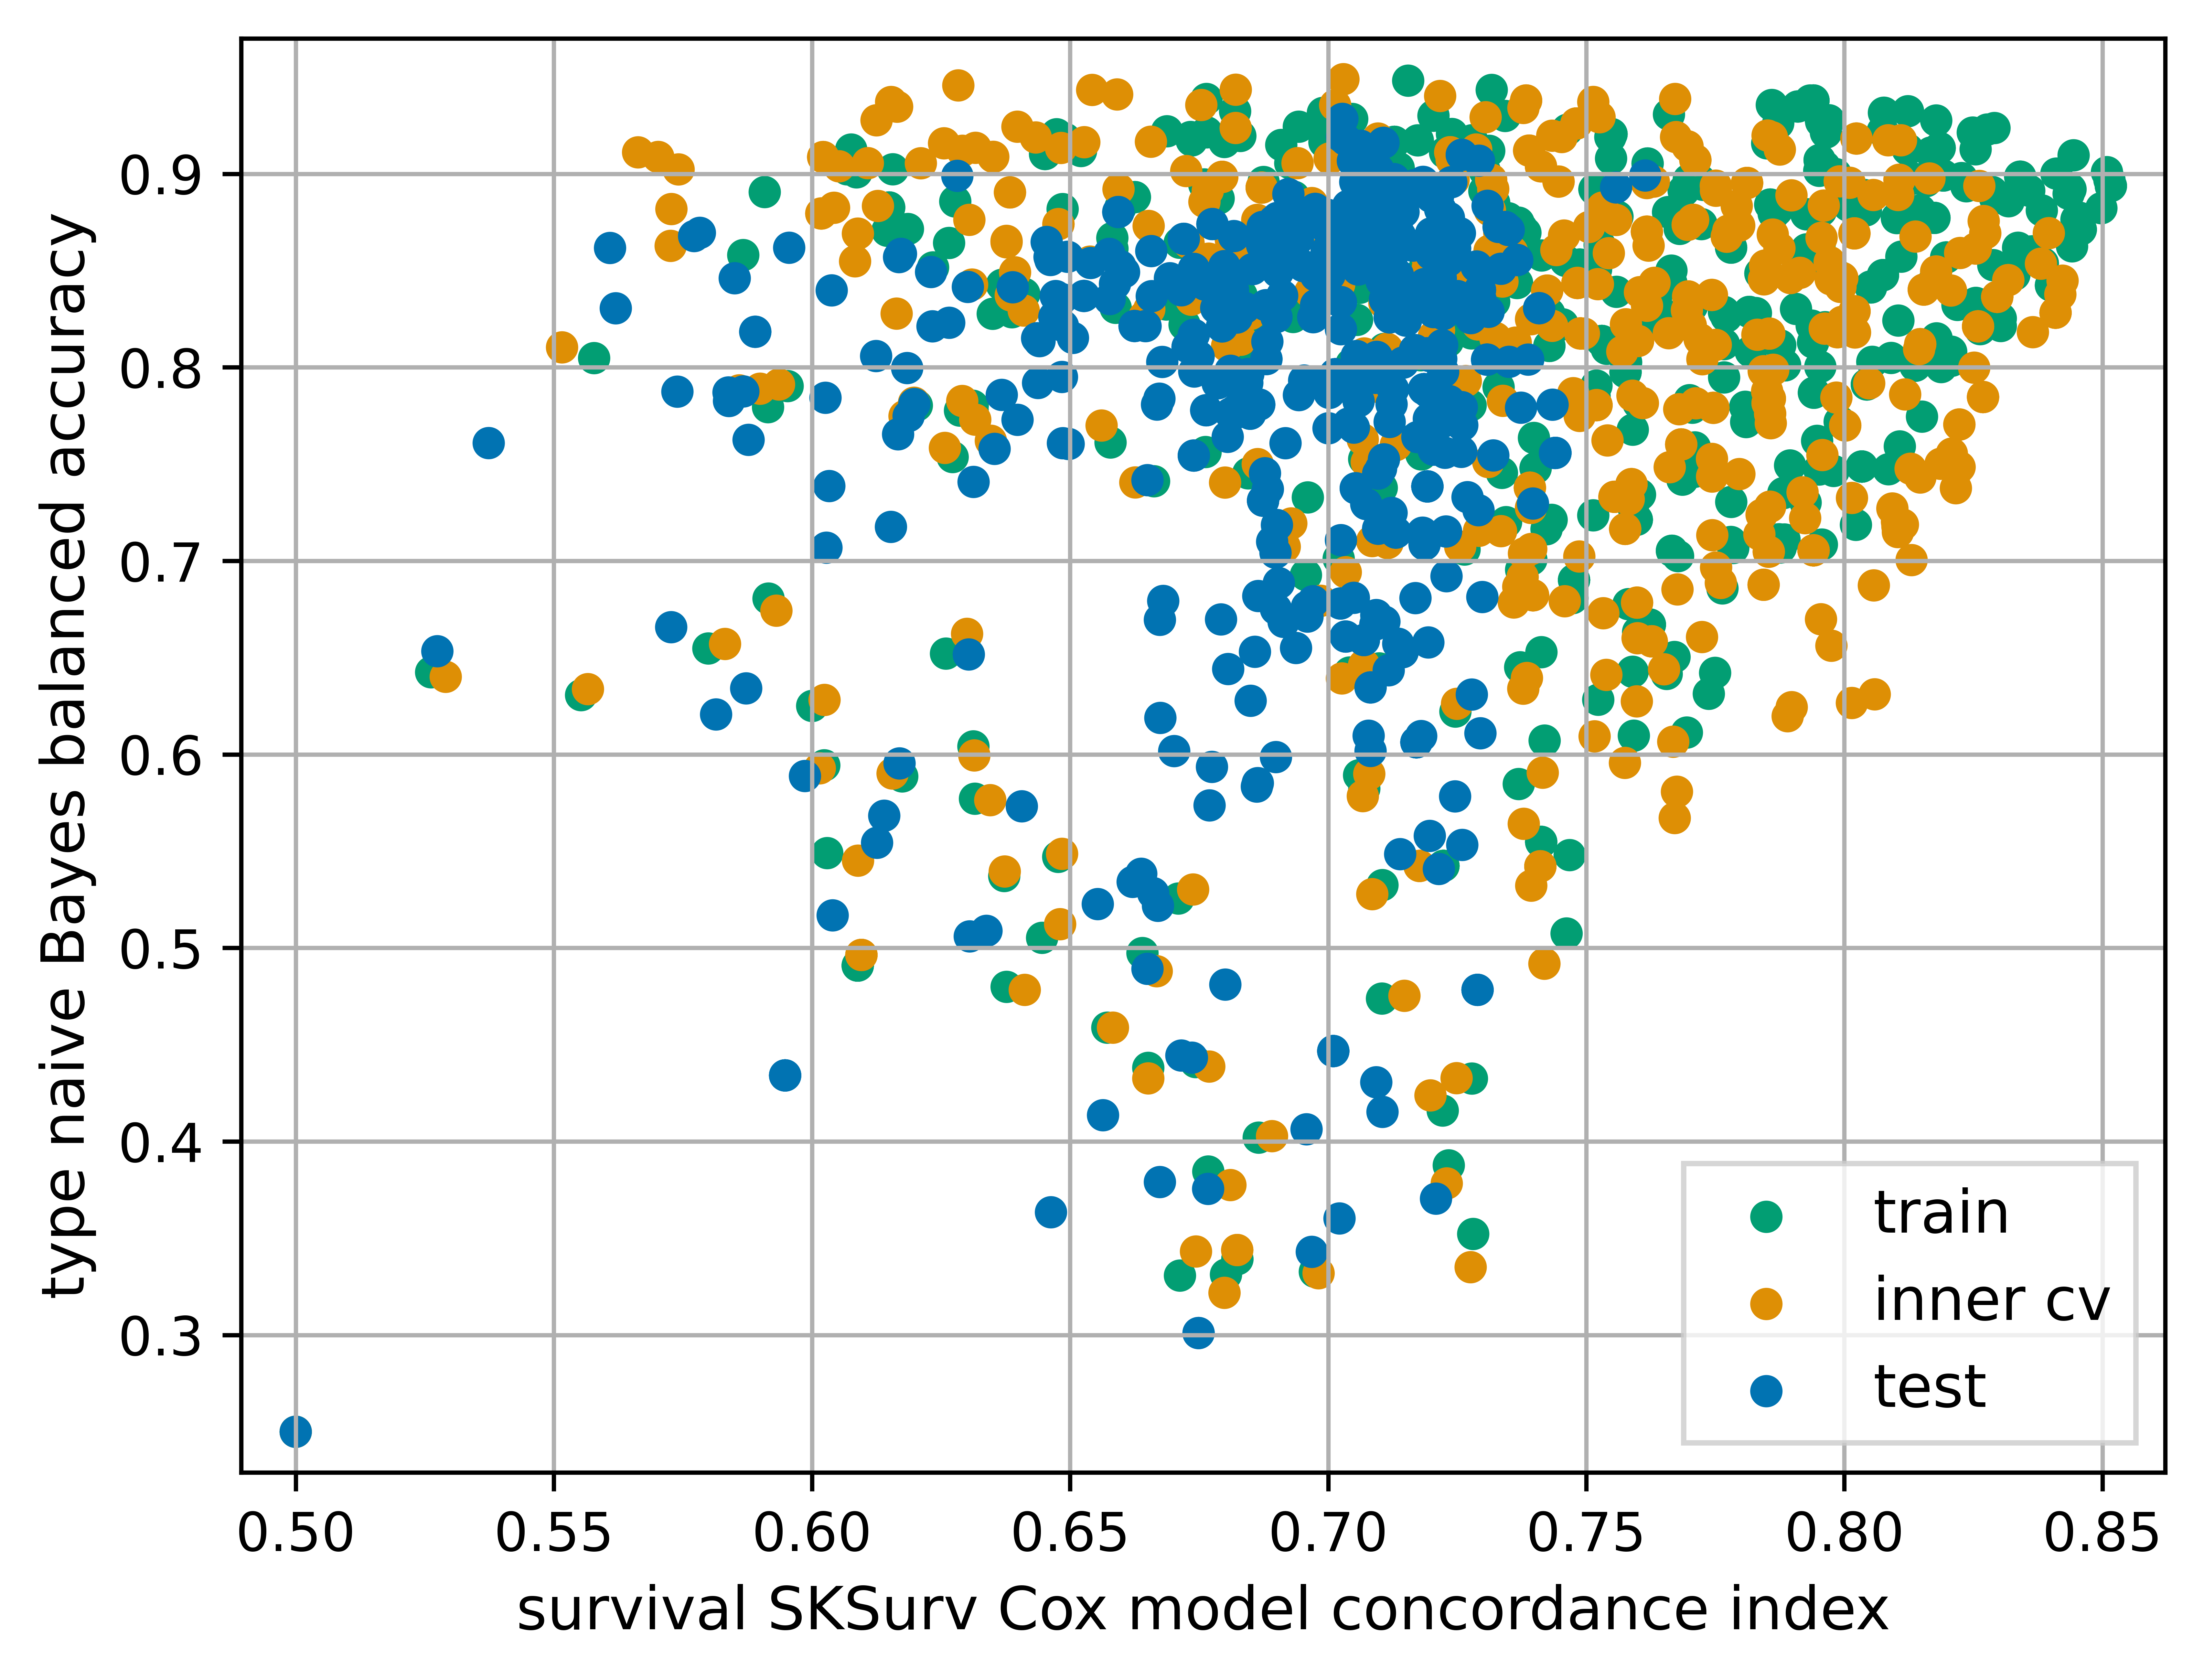 type naive Bayes balanced accuracy
0.9
0.8
0.7
0.6
0.5
0.4
0.3
train
inner cv
test
0.50 0.55 0.60 0.65 0.70 0.75 0.80 0.85
survival SKSurv Cox model concordance index